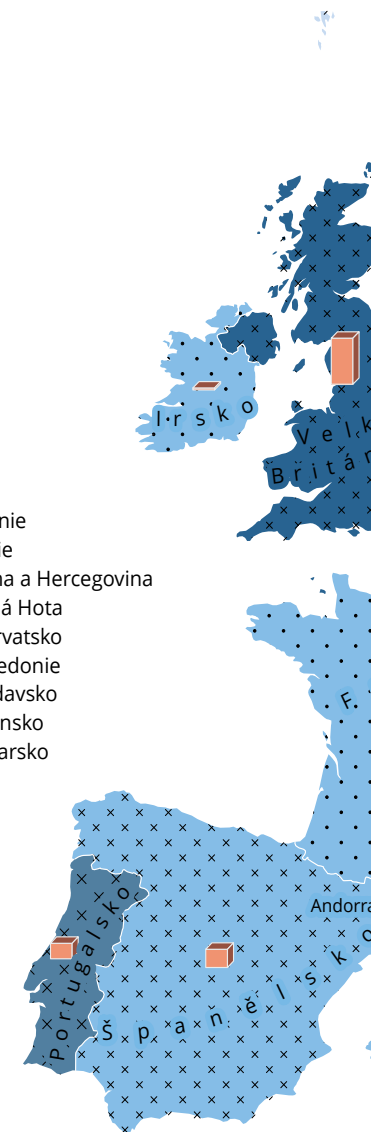 Irsko
Velk
Britán
nie
ie
na a Hercegovina
á Hota
rvatsko
edonie
davsko
nsko
arsko
F
Andorra
Portugalsko
Španělsko